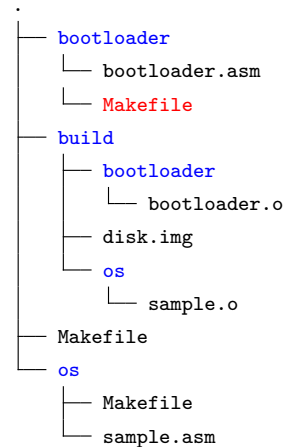 .
bootloader
bootloader.asm
Makefile
build
bootloader
bootloader.o
disk.img
os
sample.o
Makefile
os
Makefile
sample.asm